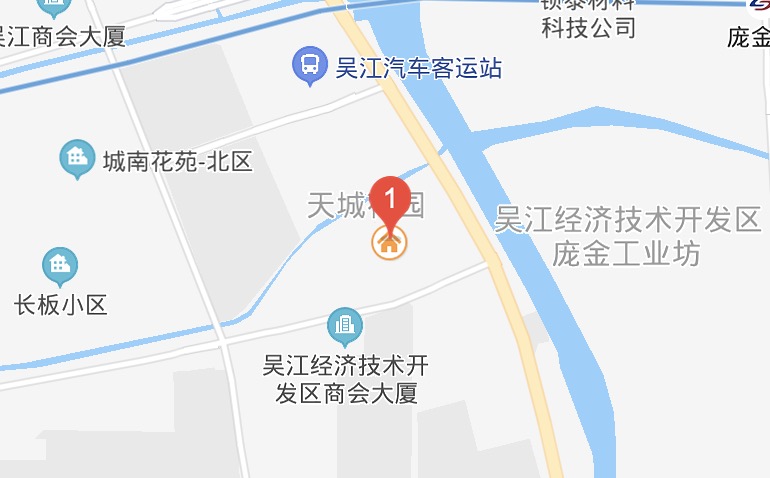 科技公司
吴江商会大厦
庞金
吴江汽车客运站
城南花苑-北区
1
天城花园
吴江经济技术开发区
庞金工业坊
长板小区
吴江经济技术开
发区商会大厦